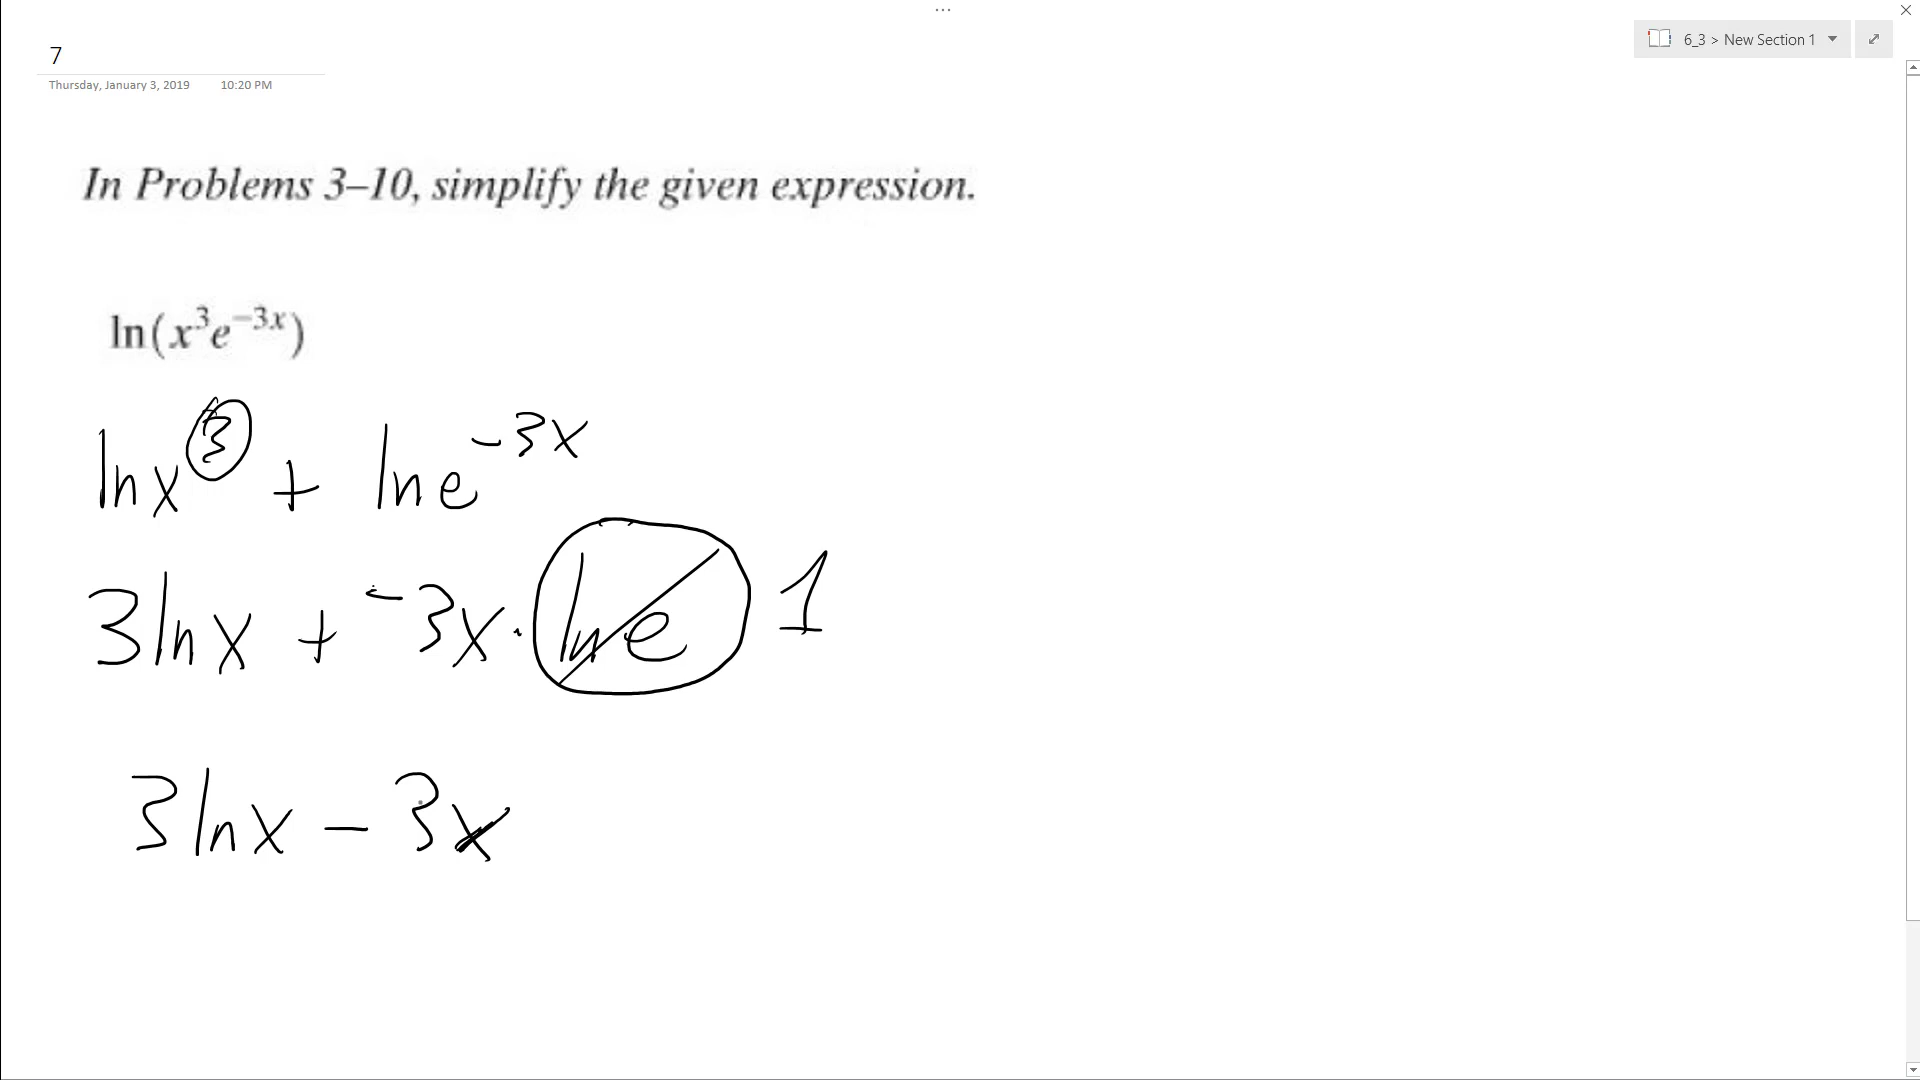 ...
6_3 > New Section 1
7
Thursday, January 3, 2019 10:20 PM
In Problems 3–10, simplify the given expression.
ln(x³e⁻³ˣ)
lnx³ + lne⁻³ˣ
3lnx + ⁻3x · lne 1
3lnx − 3x